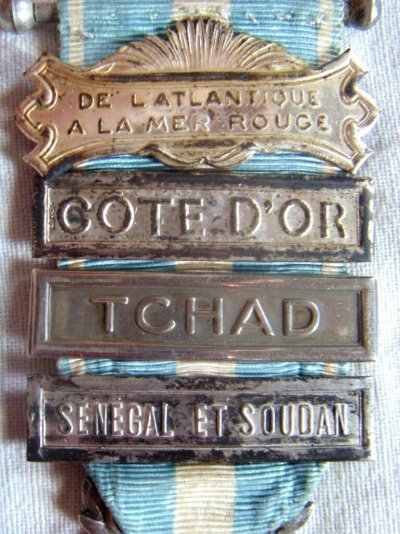 DE L'ATLANTIQUE
A LA MER ROUGE
CÔTE D'OR
TCHAD
SÉNÉGAL ET SOUDAN